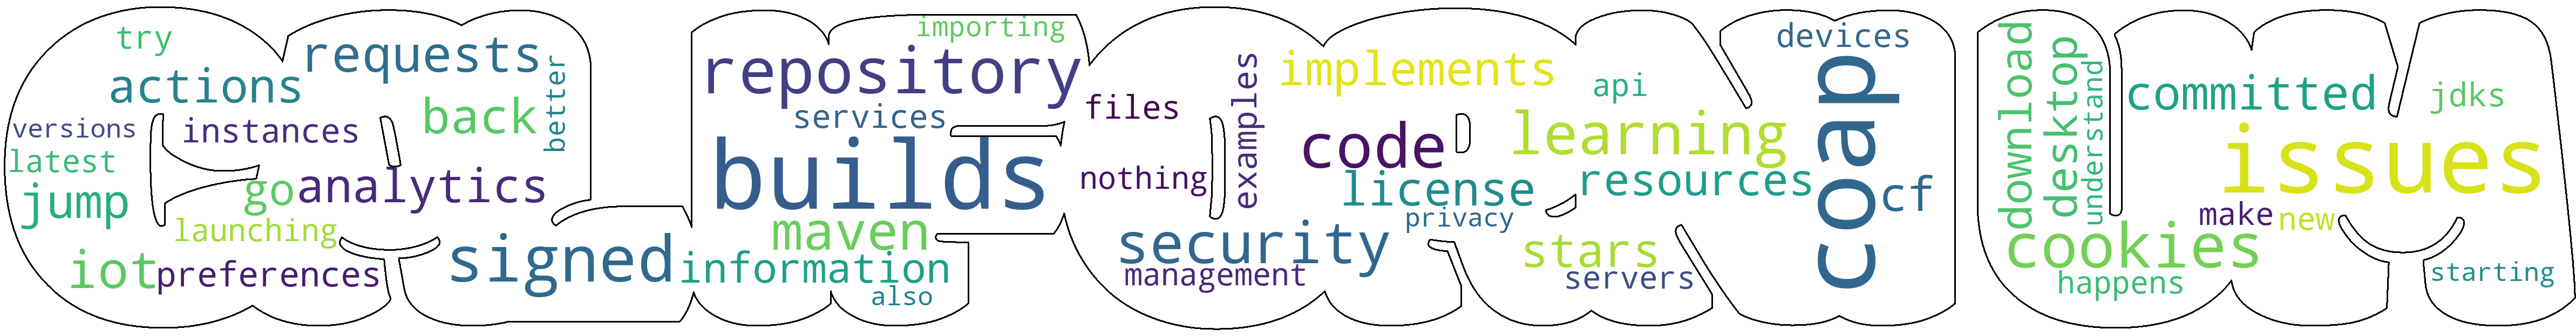 try
requests
actions
better
back
versions
instances
latest
jump
go
analytics
launching
iot
preferences
signed
importing
repository
services
builds
maven
information
also
files
examples
implements
api
nothing
code
learning
license
resources
privacy
security
management
stars
servers
devices
coap
cf
download
desktop
understand
committed
jdks
issues
make
new
cookies
happens
starting